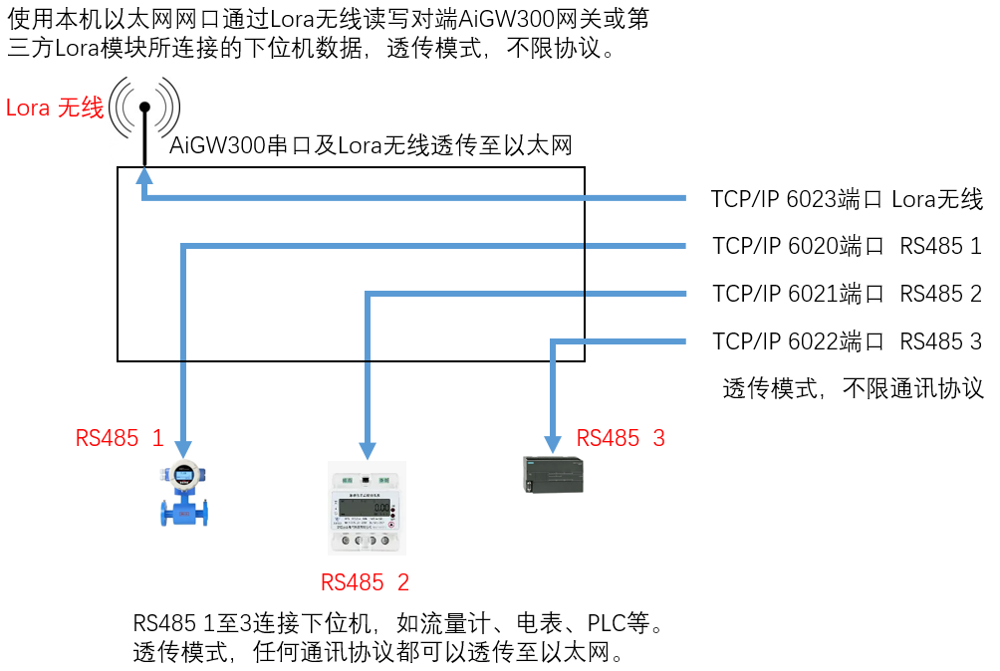 使用本机以太网网口通过Lora无线读写对端AiGW300网关或第
三方Lora模块所连接的下位机数据，透传模式，不限协议。
Lora 无线
AiGW300串口及Lora无线透传至以太网
TCP/IP 6023端口 Lora无线
TCP/IP 6020端口 RS485 1
TCP/IP 6021端口 RS485 2
TCP/IP 6022端口 RS485 3
透传模式，不限通讯协议
RS485 1
RS485 3
0.00
RS485 2
RS485 1至3连接下位机，如流量计、电表、PLC等。
透传模式，任何通讯协议都可以透传至以太网。